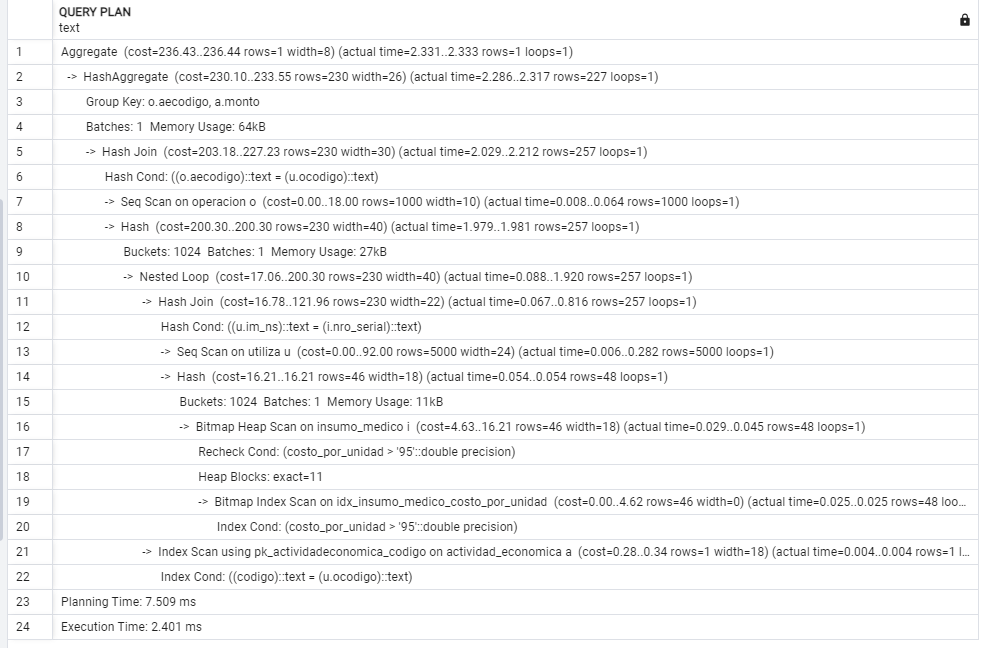 QUERY PLAN
text
1 Aggregate (cost=236.43..236.44 rows=1 width=8) (actual time=2.331..2.333 rows=1 loops=1)
2 -> HashAggregate (cost=230.10..233.55 rows=230 width=26) (actual time=2.286..2.317 rows=227 loops=1)
3 Group Key: o.aecodigo, a.monto
4 Batches: 1 Memory Usage: 64kB
5 -> Hash Join (cost=203.18..227.23 rows=230 width=30) (actual time=2.029..2.212 rows=257 loops=1)
6 Hash Cond: ((o.aecodigo)::text = (u.ocodigo)::text)
7 -> Seq Scan on operacion o (cost=0.00..18.00 rows=1000 width=10) (actual time=0.008..0.064 rows=1000 loops=1)
8 -> Hash (cost=200.30..200.30 rows=230 width=40) (actual time=1.979..1.981 rows=257 loops=1)
9 Buckets: 1024 Batches: 1 Memory Usage: 27kB
10 -> Nested Loop (cost=17.06..200.30 rows=230 width=40) (actual time=0.088..1.920 rows=257 loops=1)
11 -> Hash Join (cost=16.78..121.96 rows=230 width=22) (actual time=0.067..0.816 rows=257 loops=1)
12 Hash Cond: ((u.im_ns)::text = (i.nro_serial)::text)
13 -> Seq Scan on utiliza u (cost=0.00..92.00 rows=5000 width=24) (actual time=0.006..0.282 rows=5000 loops=1)
14 -> Hash (cost=16.21..16.21 rows=46 width=18) (actual time=0.054..0.054 rows=48 loops=1)
15 Buckets: 1024 Batches: 1 Memory Usage: 11kB
16 -> Bitmap Heap Scan on insumo_medico i (cost=4.63..16.21 rows=46 width=18) (actual time=0.029..0.045 rows=48 loops=1)
17 Recheck Cond: (costo_por_unidad > '95'::double precision)
18 Heap Blocks: exact=11
19 -> Bitmap Index Scan on idx_insumo_medico_costo_por_unidad (cost=0.00..4.62 rows=46 width=0) (actual time=0.025..0.025 rows=48 loo...
20 Index Cond: (costo_por_unidad > '95'::double precision)
21 -> Index Scan using pk_actividadeconomica_codigo on actividad_economica a (cost=0.28..0.34 rows=1 width=18) (actual time=0.004..0.004 rows=1 l...
22 Index Cond: ((codigo)::text = (u.ocodigo)::text)
23 Planning Time: 7.509 ms
24 Execution Time: 2.401 ms